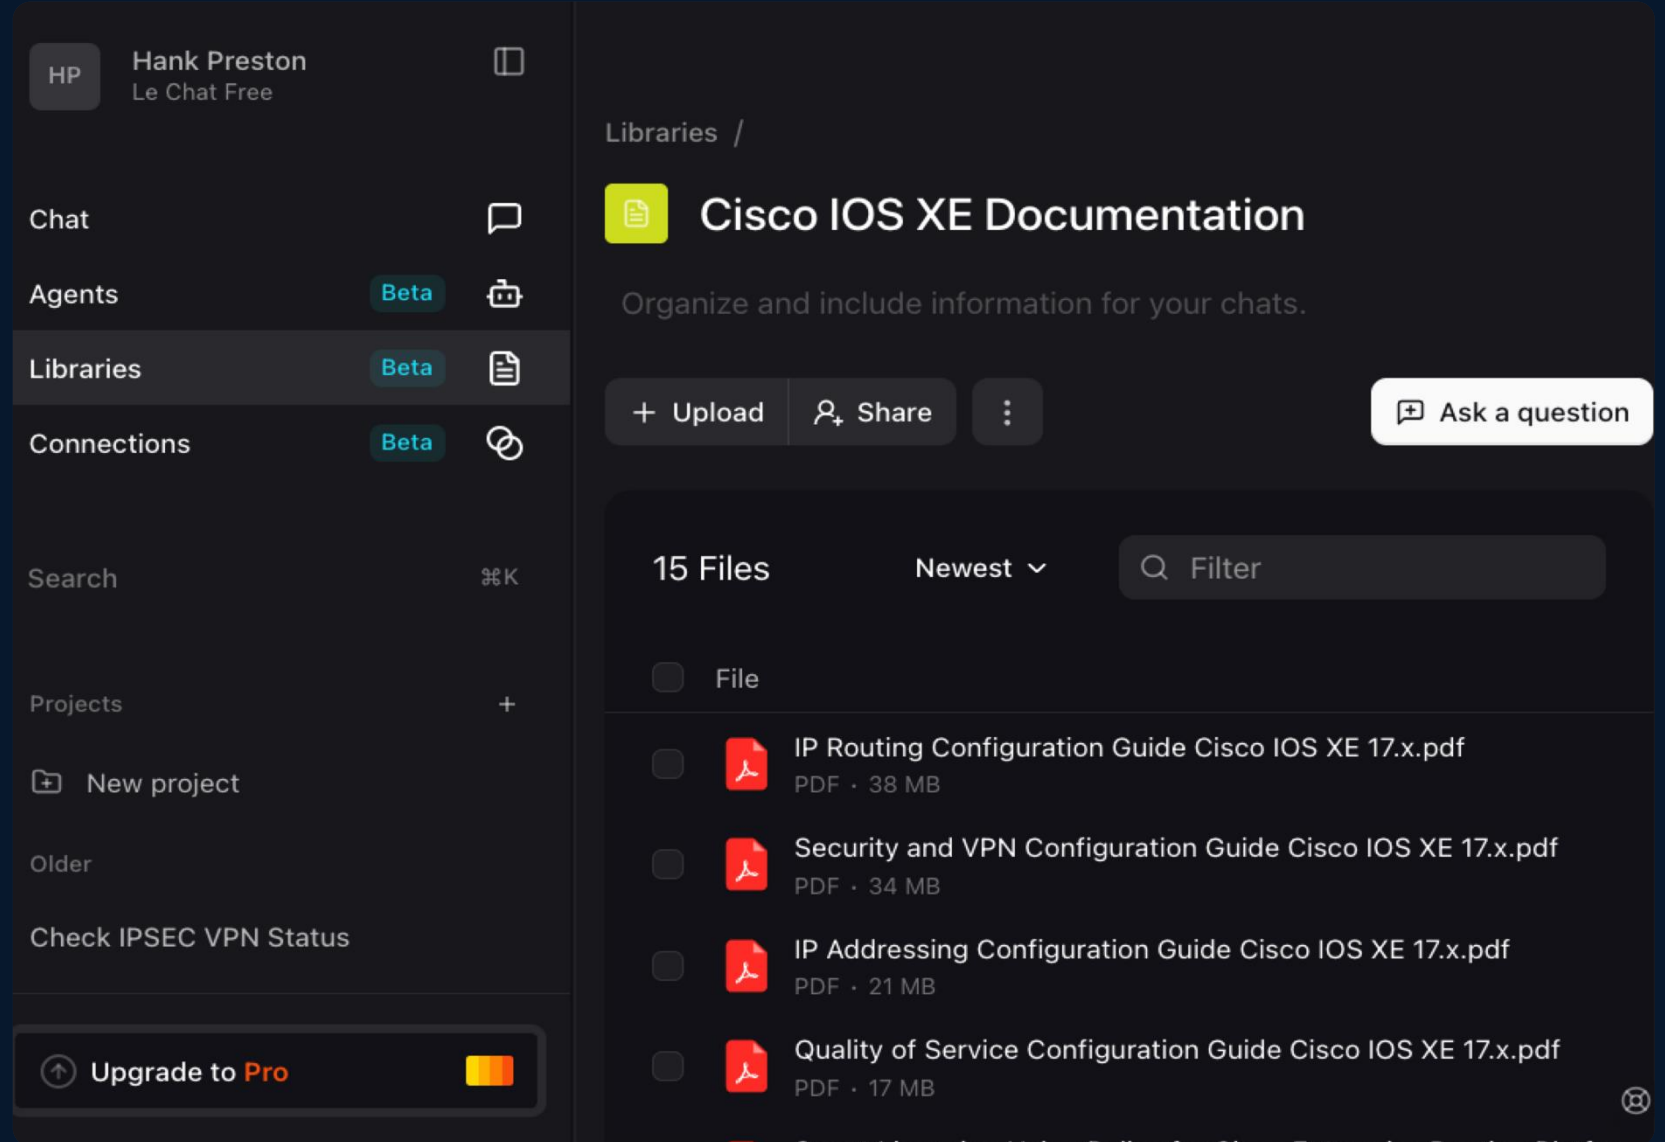 HP
Hank Preston
Le Chat Free
Chat
Agents Beta
Libraries Beta
Connections Beta
Search ⌘K
Projects +
New project
Older
Check IPSEC VPN Status
Upgrade to Pro
Libraries /
Cisco IOS XE Documentation
Organize and include information for your chats.
+ Upload Share Ask a question
15 Files Newest Filter
File
IP Routing Configuration Guide Cisco IOS XE 17.x.pdf
PDF · 38 MB
Security and VPN Configuration Guide Cisco IOS XE 17.x.pdf
PDF · 34 MB
IP Addressing Configuration Guide Cisco IOS XE 17.x.pdf
PDF · 21 MB
Quality of Service Configuration Guide Cisco IOS XE 17.x.pdf
PDF · 17 MB